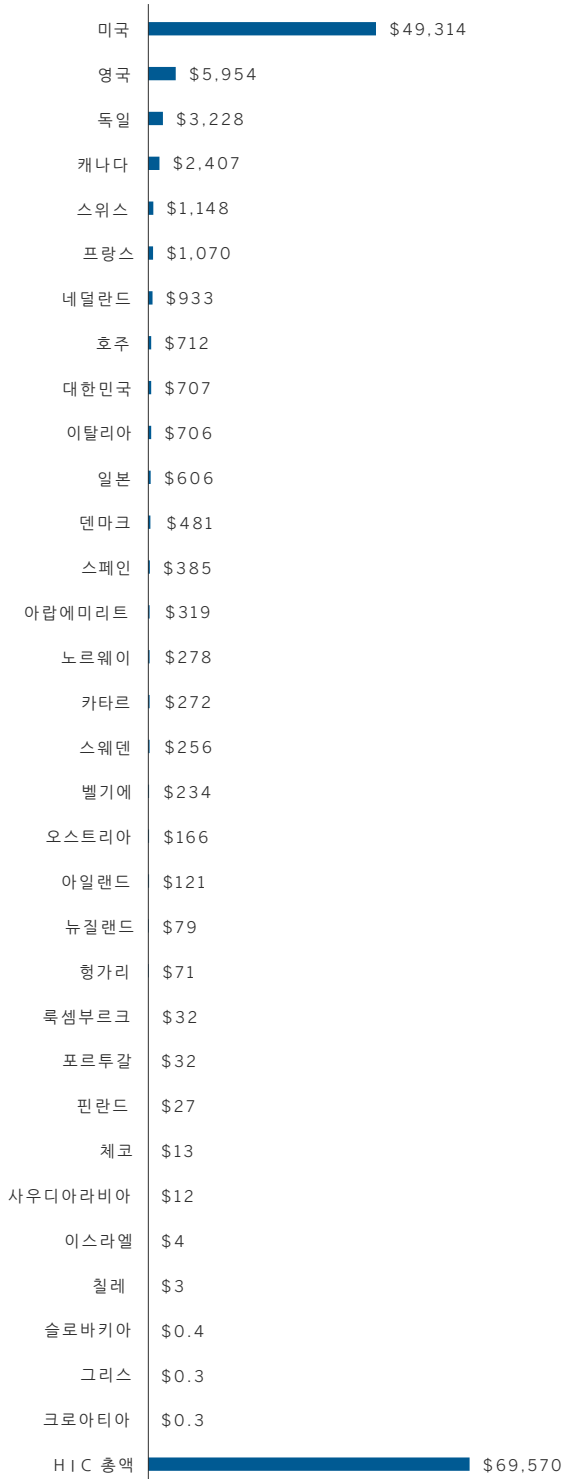 미국 $49,314
영국 $5,954
독일 $3,228
캐나다 $2,407
스위스 $1,148
프랑스 $1,070
네덜란드 $933
호주 $712
대한민국 $707
이탈리아 $706
일본 $606
덴마크 $481
스페인 $385
아랍에미리트 $319
노르웨이 $278
카타르 $272
스웨덴 $256
벨기에 $234
오스트리아 $166
아일랜드 $121
뉴질랜드 $79
헝가리 $71
룩셈부르크 $32
포르투갈 $32
핀란드 $27
체코 $13
사우디아라비아 $12
이스라엘 $4
칠레 $3
슬로바키아 $0.4
그리스 $0.3
크로아티아 $0.3
HIC 총액 $69,570